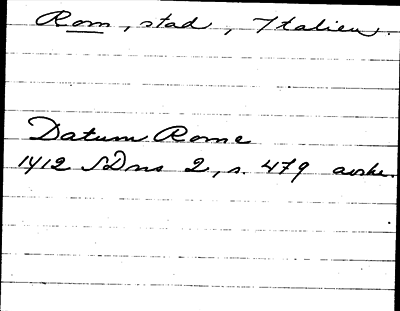 Rom, stad, Italien.
Datum Rome
1412 SDns 2, s. 479 avskr.